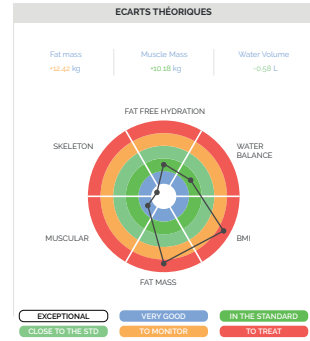 ECARTS THÉORIQUES
Fat mass Muscle Mass Water Volume
+12.42 kg +10.18 kg -0.58 L
FAT FREE HYDRATION
SKELETON WATER
BALANCE
MUSCULAR BMI
FAT MASS
EXCEPTIONAL VERY GOOD IN THE STANDARD
CLOSE TO THE STD TO MONITOR TO TREAT